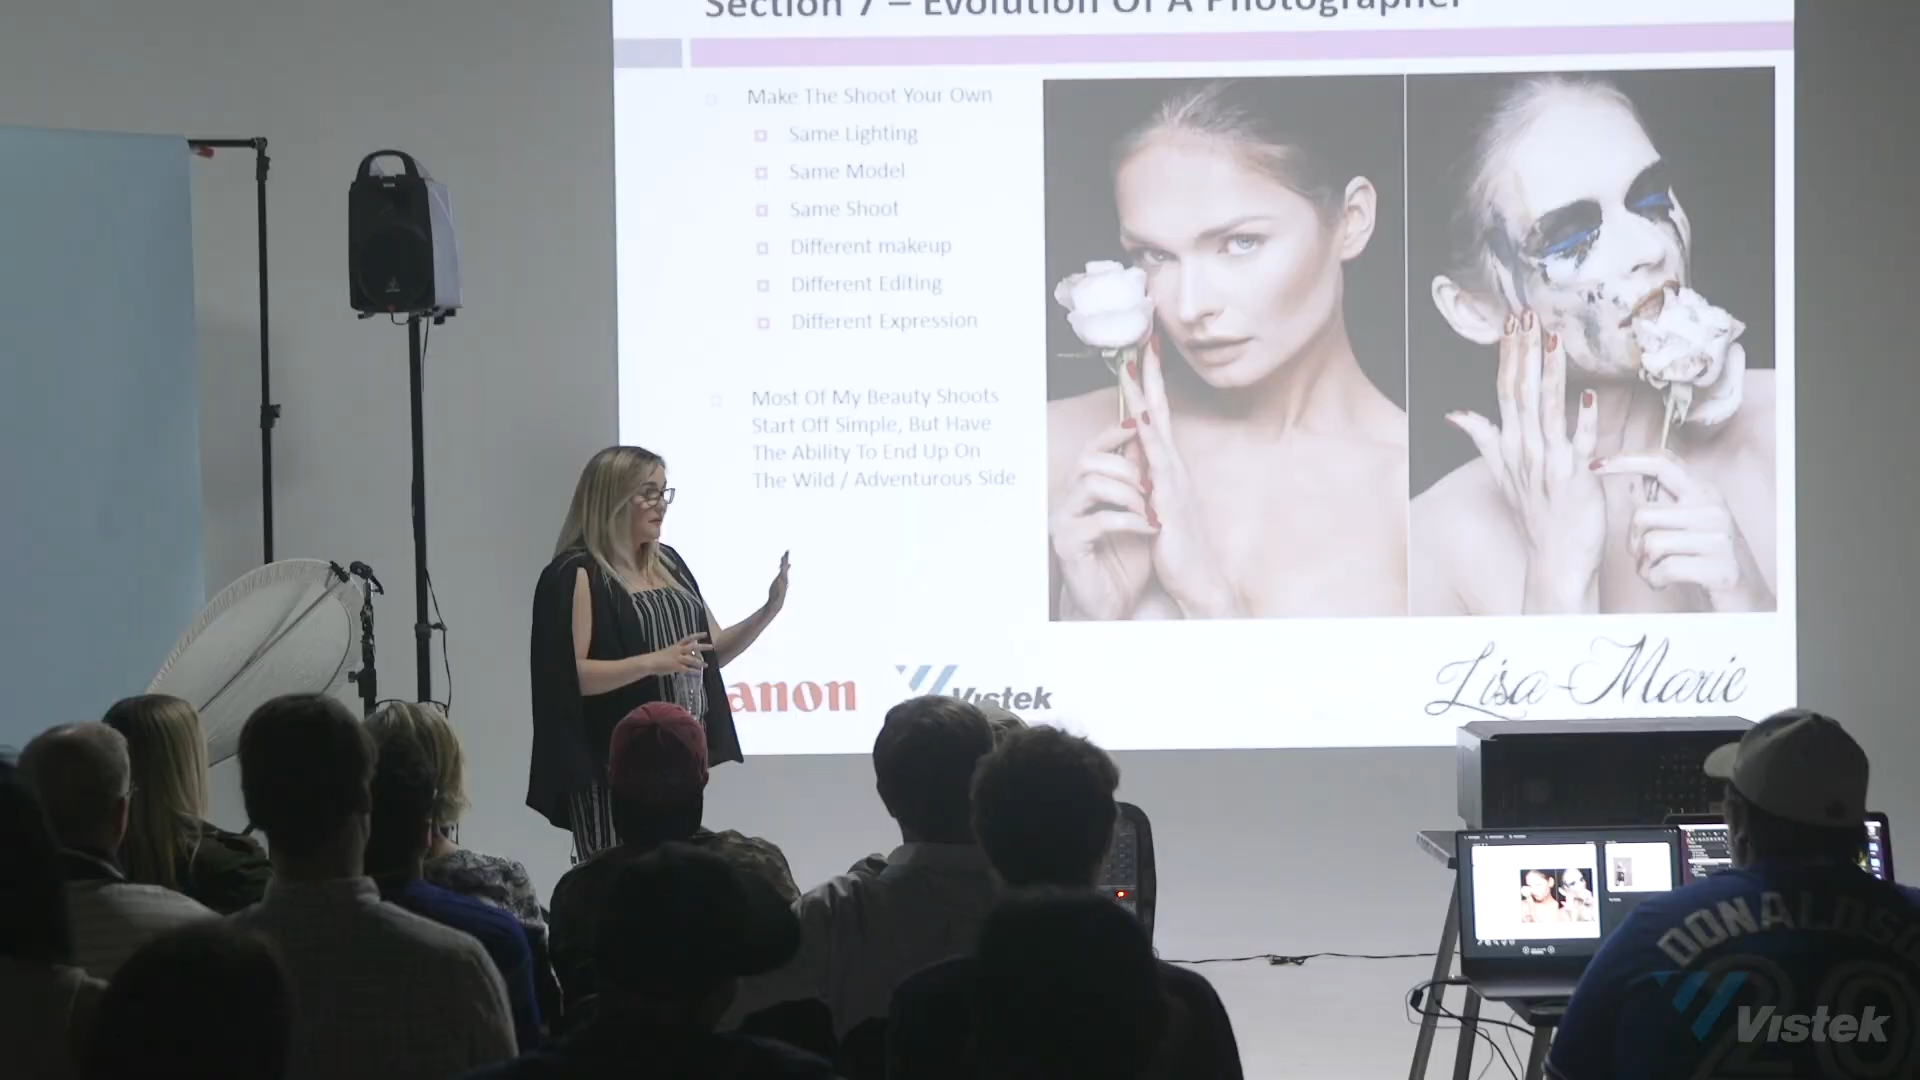 Section 7 – Evolution Of A Photographer
Make The Shoot Your Own
Same Lighting
Same Model
Same Shoot
Different makeup
Different Editing
Different Expression
Most Of My Beauty Shoots
Start Off Simple, But Have
The Ability To End Up On
The Wild / Adventurous Side
anon
Vistek
Lisa-Marie
DONALDSO
20
Vistek